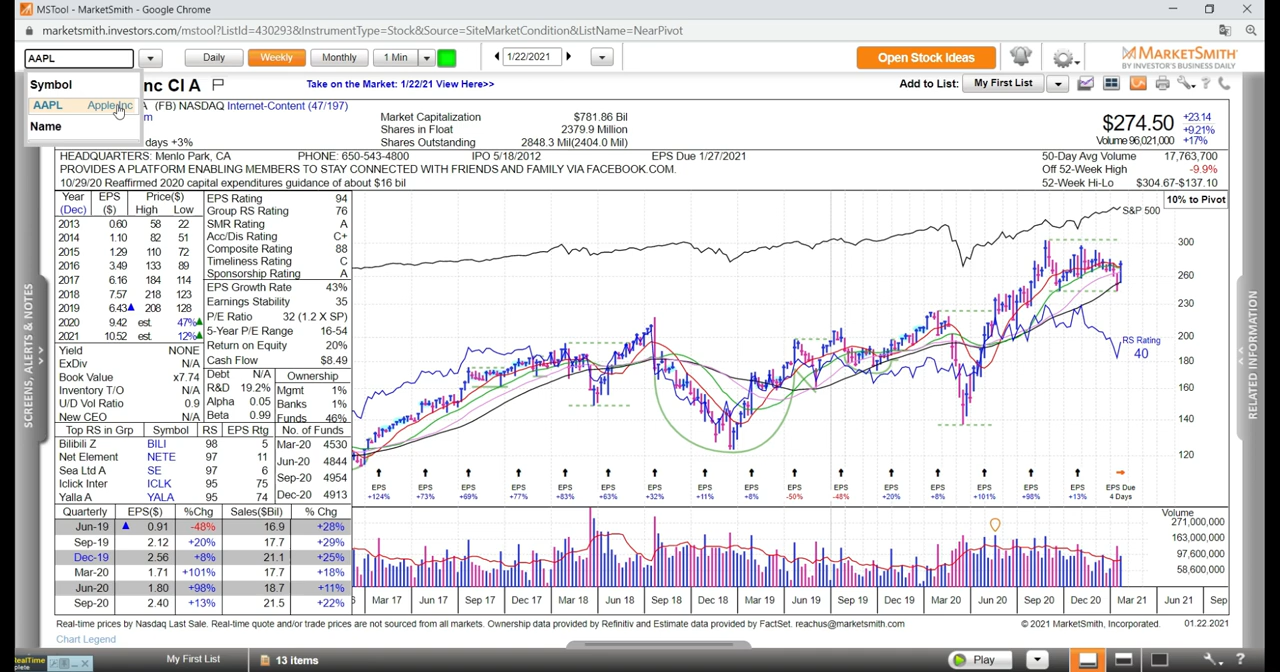 MSTool - MarketSmith - Google Chrome
marketsmith.investors.com/mstool?ListId=430293&InstrumentType=Stock&Source=SiteMarketCondition&ListName=NearPivot
AAPL Daily Weekly Monthly 1 Min 1/22/2021 Open Stock Ideas MARKETSMITH
BY INVESTOR'S BUSINESS DAILY
Symbol
AAPL Apple Inc
Name
nc Cl A Take on the Market: 1/22/21 View Here>> Add to List: My First List
(FB) NASDAQ Internet-Content (47/197)
days +3%
Market Capitalization $781.86 Bil
Shares in Float 2379.9 Million
Shares Outstanding 2848.3 Mil(2404.0 Mil)
$274.50 +23.14
+9.21%
Volume 96,021,000 +17%
HEADQUARTERS: Menlo Park, CA PHONE: 650-543-4800 IPO 5/18/2012 EPS Due 1/27/2021
PROVIDES A PLATFORM ENABLING MEMBERS TO STAY CONNECTED WITH FRIENDS AND FAMILY VIA FACEBOOK.COM.
10/29/20 Reaffirmed 2020 capital expenditures guidance of about $16 bil
50-Day Avg Volume 17,763,700
Off 52-Week High -9.9%
52-Week Hi-Lo $304.67-$137.10
Year EPS Price($)
(Dec) ($) High Low
2013 0.60 58 22
2014 1.10 82 51
2015 1.29 110 72
2016 3.49 133 89
2017 6.16 184 114
2018 7.57 218 123
2019 6.43 208 128
2020 9.42 est. 47%
2021 10.52 est. 12%
Yield NONE
ExDiv N/A
Book Value x7.74
Inventory T/O N/A
U/D Vol Ratio 0.9
New CEO N/A
EPS Rating 94
Group RS Rating 76
SMR Rating A
Acc/Dis Rating C+
Composite Rating 88
Timeliness Rating C
Sponsorship Rating A
EPS Growth Rate 43%
Earnings Stability 35
P/E Ratio 32 (1.2 X SP)
5-Year P/E Range 16-54
Return on Equity 20%
Cash Flow $8.49
Debt N/A
R&D 19.2%
Alpha 0.05
Beta 0.99
Ownership
Mgmt 1%
Banks 1%
Funds 46%
Top RS in Grp Symbol RS EPS Rtg
Bilibili Z BILI 98 5
Net Element NETE 97 11
Sea Ltd A SE 97 6
Iclick Inter ICLK 95 75
Yalla A YALA 95 74
No. of Funds
Mar-20 4530
Jun-20 4844
Sep-20 4954
Dec-20 4913
Quarterly EPS($) %Chg Sales($Bil) % Chg
Jun-19 0.91 -48% 16.9 +28%
Sep-19 2.12 +20% 17.7 +29%
Dec-19 2.56 +8% 21.1 +25%
Mar-20 1.71 +101% 17.7 +18%
Jun-20 1.80 +98% 18.7 +11%
Sep-20 2.40 +13% 21.5 +22%
10% to Pivot
S&P 500
300
260
230
200
180
160
140
120
RS Rating
40
EPS EPS EPS EPS EPS EPS EPS EPS EPS EPS EPS EPS EPS EPS EPS EPS EPS Due
+124% +73% +69% +77% +83% +63% +32% +11% +8% -50% -48% +20% +8% +101% +98% +13% 4 Days
Volume
271,000,000
163,000,000
97,600,000
58,600,000
6 Mar 17 Jun 17 Sep 17 Dec 17 Mar 18 Jun 18 Sep 18 Dec 18 Mar 19 Jun 19 Sep 19 Dec 19 Mar 20 Jun 20 Sep 20 Dec 20 Mar 21 Jun 21 Sep
Real-time prices by Nasdaq Last Sale. Real-time quote and/or trade prices are not sourced from all markets. Ownership data provided by Refinitiv and Estimate data provided by FactSet. reachus@marketsmith.com © 2021 MarketSmith, Incorporated. 01.22.2021
Chart Legend
SCREENS, ALERTS & NOTES
RELATED INFORMATION
RealTime
My First List 13 items Play